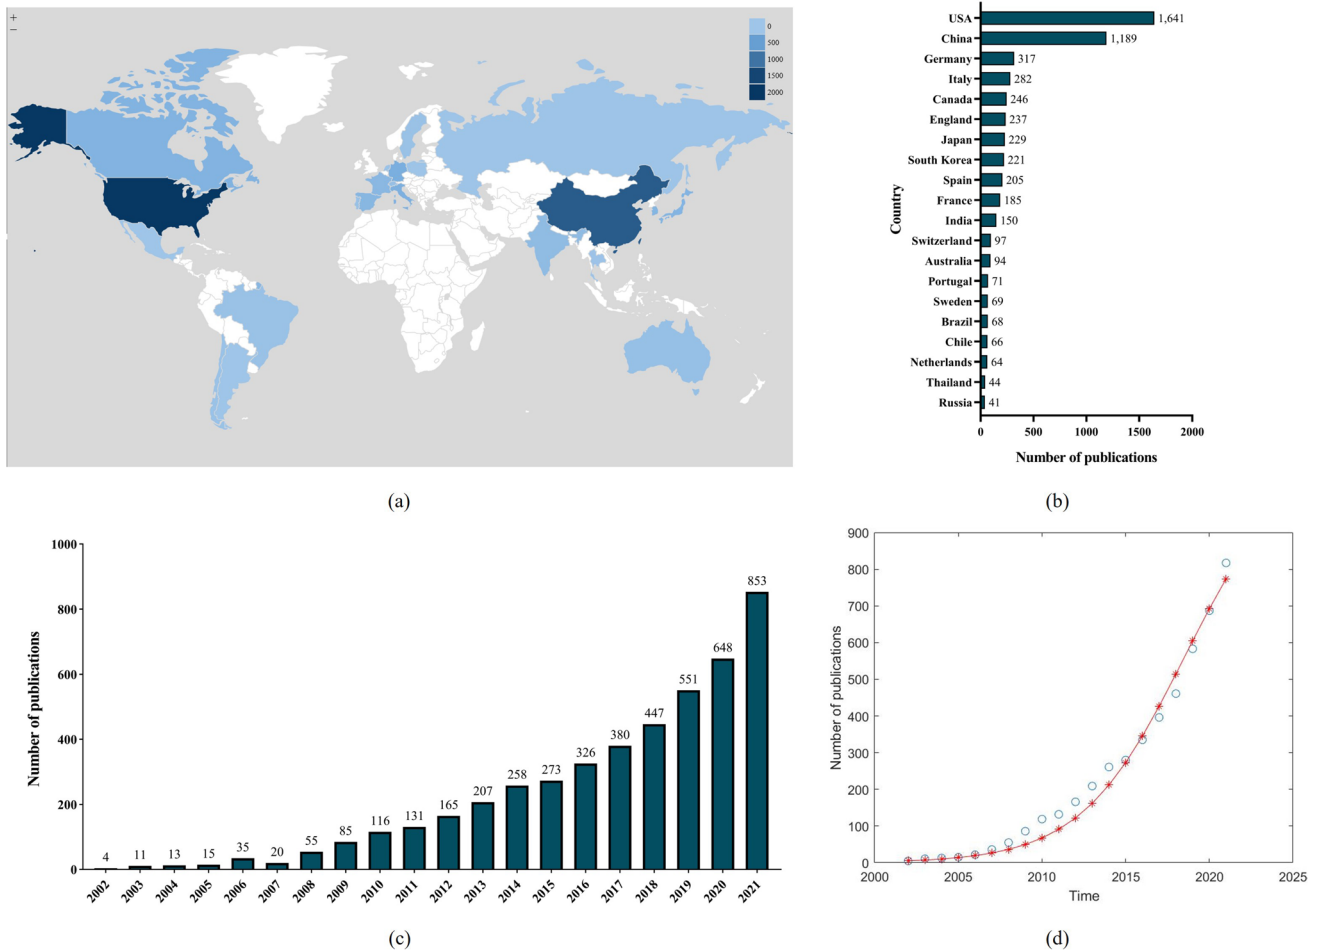 +
−
0
500
1000
1500
2000
(a)
USA 1,641
China 1,189
Germany 317
Italy 282
Canada 246
England 237
Japan 229
South Korea 221
Spain 205
France 185
India 150
Switzerland 97
Australia 94
Portugal 71
Sweden 69
Brazil 68
Chile 66
Netherlands 64
Thailand 44
Russia 41
Country
0 500 1000 1500 2000
Number of publications
(b)
1000
800
600
400
200
0
Number of publications
4 11 13 15 35 20 55 85 116 131 165 207 258 273 326 380 447 551 648 853
2002 2003 2004 2005 2006 2007 2008 2009 2010 2011 2012 2013 2014 2015 2016 2017 2018 2019 2020 2021
(c)
900
800
700
600
500
400
300
200
100
0
Number of publications
2000 2005 2010 2015 2020 2025
Time
(d)